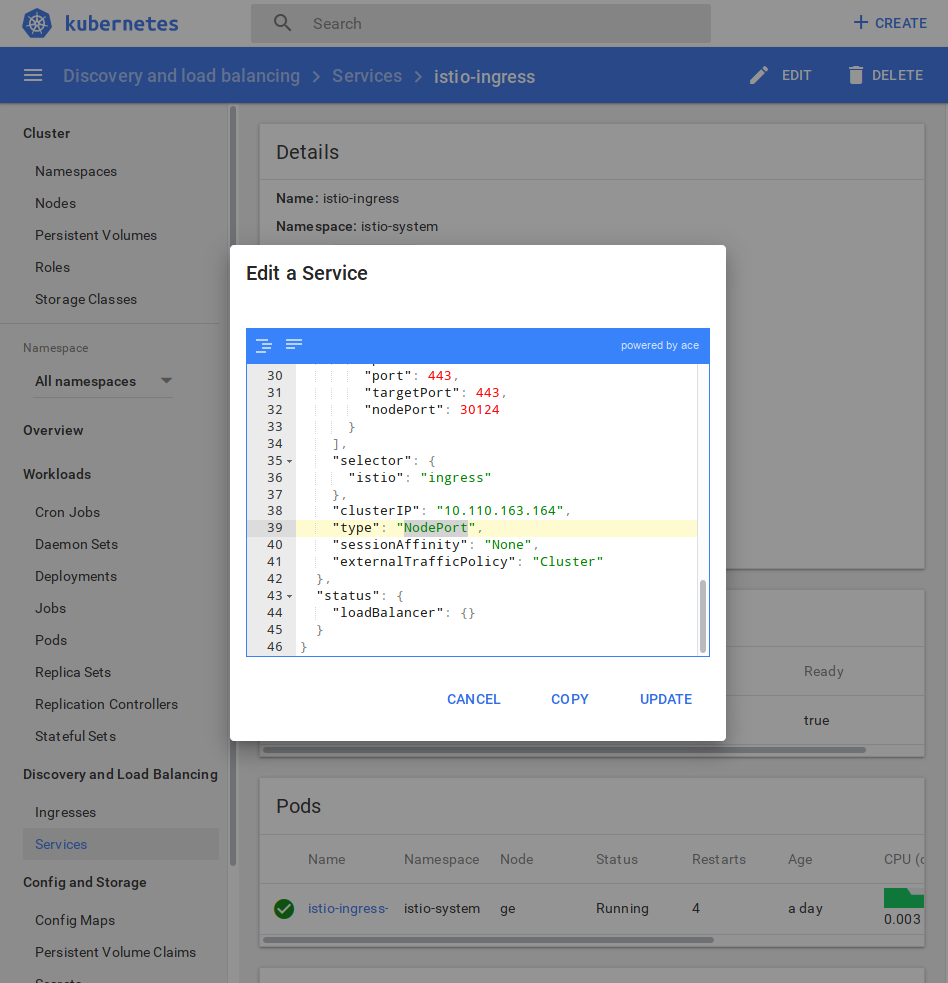 kubernetes
Search
CREATE
Discovery and load balancing
Services
istio-ingress
EDIT
DELETE
Cluster
Namespaces
Nodes
Persistent Volumes
Roles
Storage Classes
Namespace
All namespaces
Overview
Workloads
Cron Jobs
Daemon Sets
Deployments
Jobs
Pods
Replica Sets
Replication Controllers
Stateful Sets
Discovery and Load Balancing
Ingresses
Services
Config and Storage
Config Maps
Persistent Volume Claims
Details
Name: istio-ingress
Namespace: istio-system
Edit a Service
powered by ace
30 "port": 443,
31 "targetPort": 443,
32 "nodePort": 30124
33 }
34 ],
35 "selector": {
36 "istio": "ingress"
37 },
38 "clusterIP": "10.110.163.164",
39 "type": "NodePort",
40 "sessionAffinity": "None",
41 "externalTrafficPolicy": "Cluster"
42 },
43 "status": {
44 "loadBalancer": {}
45 }
46 }
CANCEL
COPY
UPDATE
Ready
true
Pods
Name Namespace Node Status Restarts Age CPU (c
istio-ingress- istio-system ge Running 4 a day 0.003